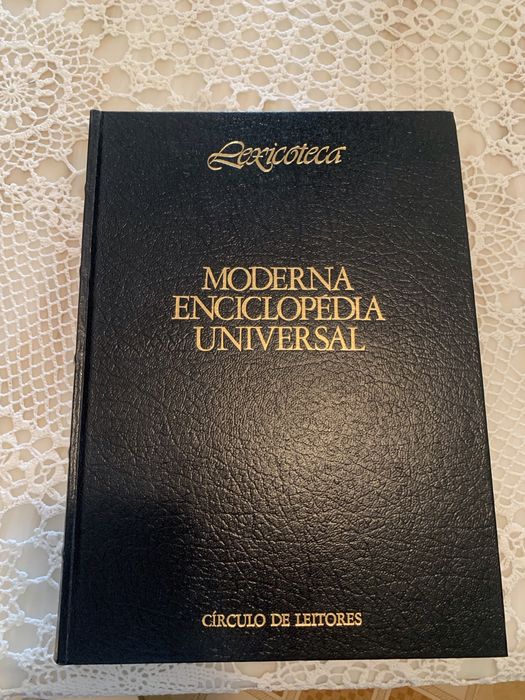 Lexicoteca
MODERNA
ENCICLOPÉDIA
UNIVERSAL
CÍRCULO DE LEITORES